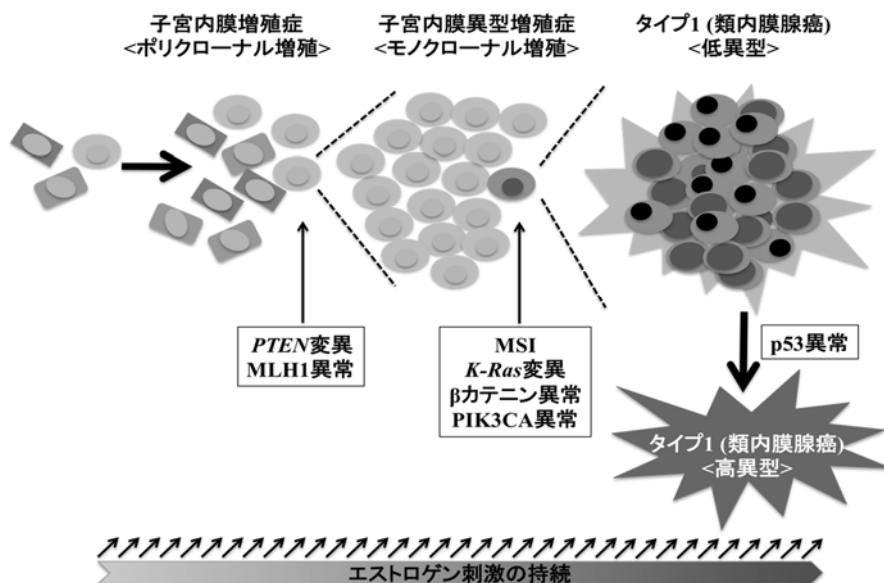 子宮内膜増殖症
<ポリクローナル増殖>
子宮内膜異型増殖症
<モノクローナル増殖>
タイプ1 (類内膜腺癌)
<低異型>
PTEN変異
MLH1異常
MSI
K-Ras変異
βカテニン異常
PIK3CA異常
p53異常
タイプ1 (類内膜腺癌)
<高異型>
エストロゲン刺激の持続